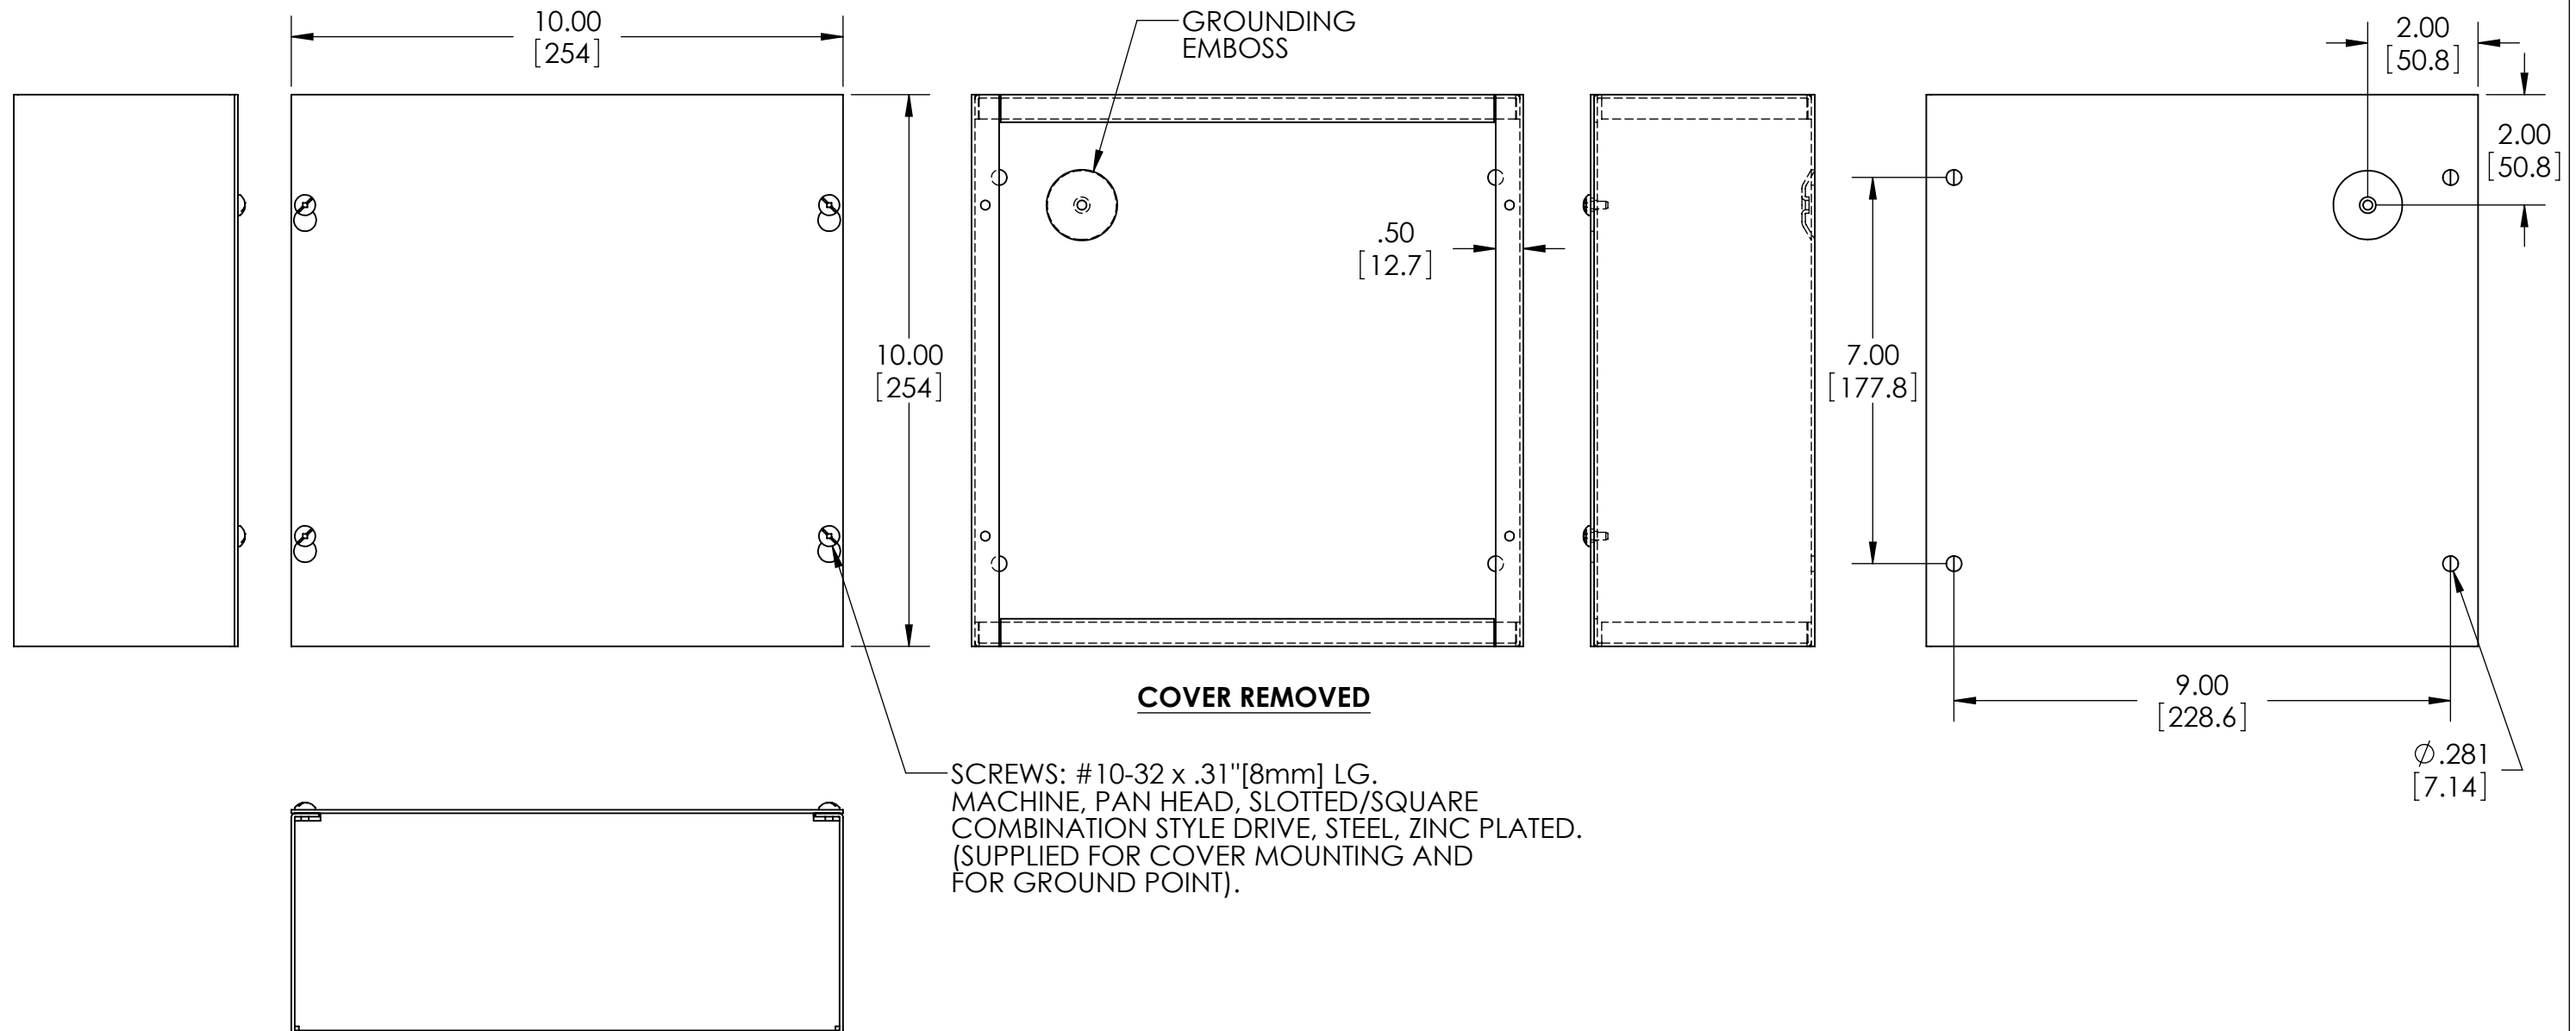 10.00
[254]
GROUNDING
EMBOSS
2.00
[50.8]
2.00
[50.8]
.50
[12.7]
10.00
[254]
7.00
[177.8]
COVER REMOVED
9.00
[228.6]
SCREWS: #10-32 x .31"[8mm] LG.
MACHINE, PAN HEAD, SLOTTED/SQUARE
COMBINATION STYLE DRIVE, STEEL, ZINC PLATED.
(SUPPLIED FOR COVER MOUNTING AND
FOR GROUND POINT).
∅.281
[7.14]